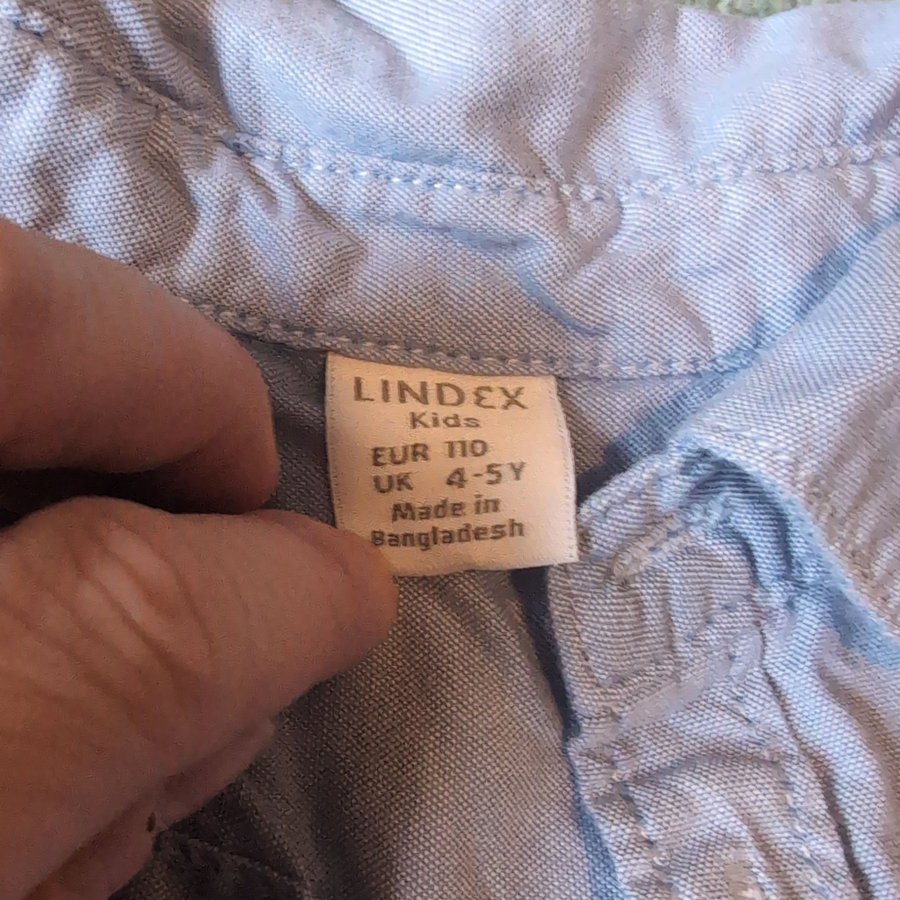 LINDEX
Kids
EUR 110
UK 4-5Y
Made in
Bangladesh